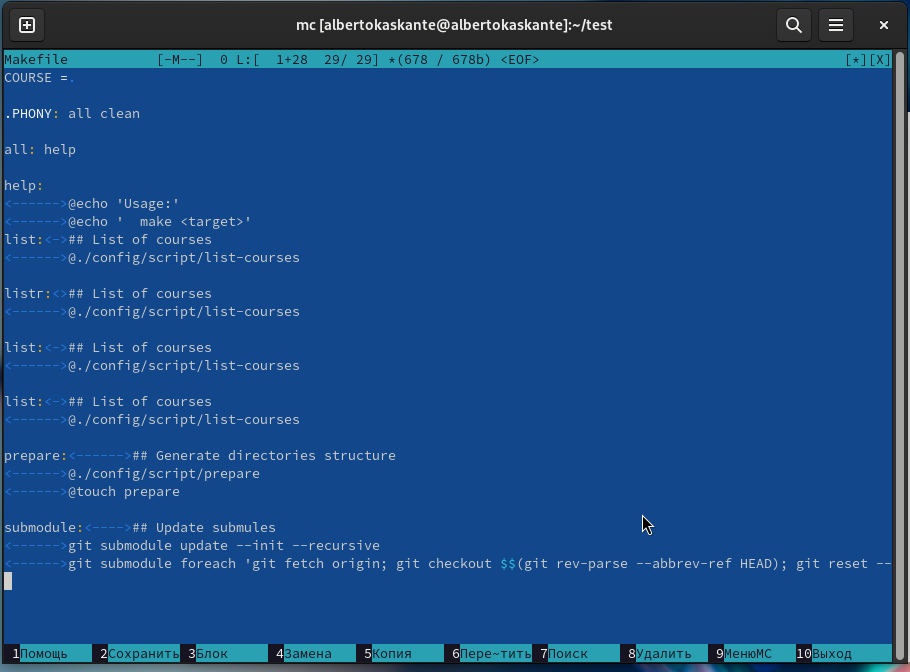 mc [albertokaskante@albertokaskante]:~/test
Makefile [-M--] 0 L:[ 1+28 29/ 29] *(678 / 678b) <EOF> [*][X]
COURSE =.
.PHONY: all clean
all: help
help:
<------>@echo 'Usage:'
<------>@echo '  make <target>'
list:<->## List of courses
<------>@./config/script/list-courses
listr:<>## List of courses
<------>@./config/script/list-courses
list:<->## List of courses
<------>@./config/script/list-courses
list:<->## List of courses
<------>@./config/script/list-courses
prepare:<------>## Generate directories structure
<------>@./config/script/prepare
<------>@touch prepare
submodule:<---->## Update submules
<------>git submodule update --init --recursive
<------>git submodule foreach 'git fetch origin; git checkout $$(git rev-parse --abbrev-ref HEAD); git reset --
1Помощь 2Сохранить 3Блок 4Замена 5Копия 6Пере~тить 7Поиск 8Удалить 9МенюMC 10Выход